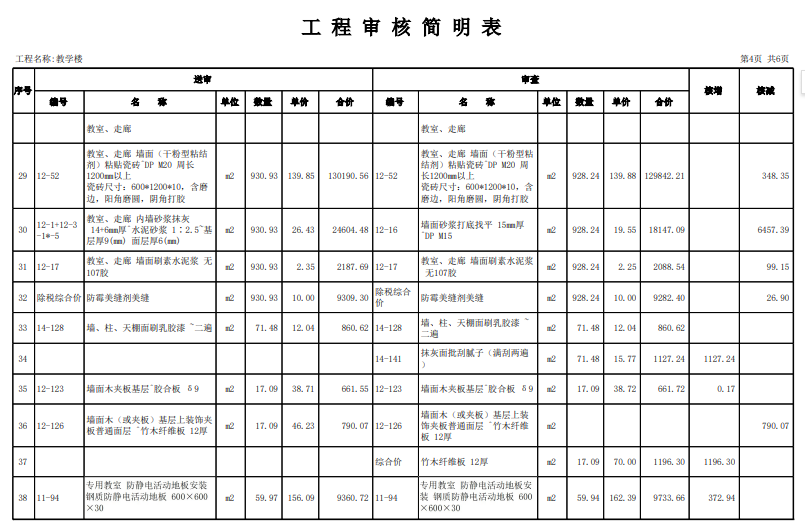 工程审核简明表
工程名称:教学楼 第4页 共6页
序号 送审 审查 核增 核减
编号 名 称 单位 数量 单价 合价 编号 名 称 单位 数量 单价 合价
教室、走廊 教室、走廊
29 12-52 教室、走廊 墙面（干粉型粘结剂）粘贴瓷砖~DP M20 周长1200mm以上 瓷砖尺寸：600*1200*10，含磨边，阳角磨圆，阴角打胶 m2 930.93 139.85 130190.56 12-52 教室、走廊 墙面（干粉型粘结剂）粘贴瓷砖~DP M20 周长1200mm以上 瓷砖尺寸：600*1200*10，含磨边，阳角磨圆，阴角打胶 m2 928.24 139.88 129842.21 348.35
30 12-1+12-3-1*-5 教室、走廊 内墙砂浆抹灰 14+6mm厚~水泥砂浆 1：2.5~基层厚9(mm) 面层厚6(mm) m2 930.93 26.43 24604.48 12-16 墙面砂浆打底找平 15mm厚~DP M15 m2 928.24 19.55 18147.09 6457.39
31 12-17 教室、走廊 墙面刷素水泥浆 无107胶 m2 930.93 2.35 2187.69 12-17 教室、走廊 墙面刷素水泥浆 无107胶 m2 928.24 2.25 2088.54 99.15
32 除税综合价 防霉美缝剂美缝 m2 930.93 10.00 9309.30 除税综合价 防霉美缝剂美缝 m2 928.24 10.00 9282.40 26.90
33 14-128 墙、柱、天棚面刷乳胶漆 ~二遍 m2 71.48 12.04 860.62 14-128 墙、柱、天棚面刷乳胶漆 ~二遍 m2 71.48 12.04 860.62
34 14-141 抹灰面批刮腻子（满刮两遍） m2 71.48 15.77 1127.24 1127.24
35 12-123 墙面木夹板基层~胶合板 δ9 m2 17.09 38.71 661.55 12-123 墙面木夹板基层~胶合板 δ9 m2 17.09 38.72 661.72 0.17
36 12-126 墙面木（或夹板）基层上装饰夹板普通面层 ~竹木纤维板 12厚 m2 17.09 46.23 790.07 12-126 墙面木（或夹板）基层上装饰夹板普通面层 ~竹木纤维板 12厚 m2 790.07
37 综合价 竹木纤维板 12厚 m2 17.09 70.00 1196.30 1196.30
38 11-94 专用教室 防静电活动地板安装 钢质防静电活动地板 600×600×30 m2 59.97 156.09 9360.72 11-94 专用教室 防静电活动地板安装 钢质防静电活动地板 600×600×30 m2 59.94 162.39 9733.66 372.94